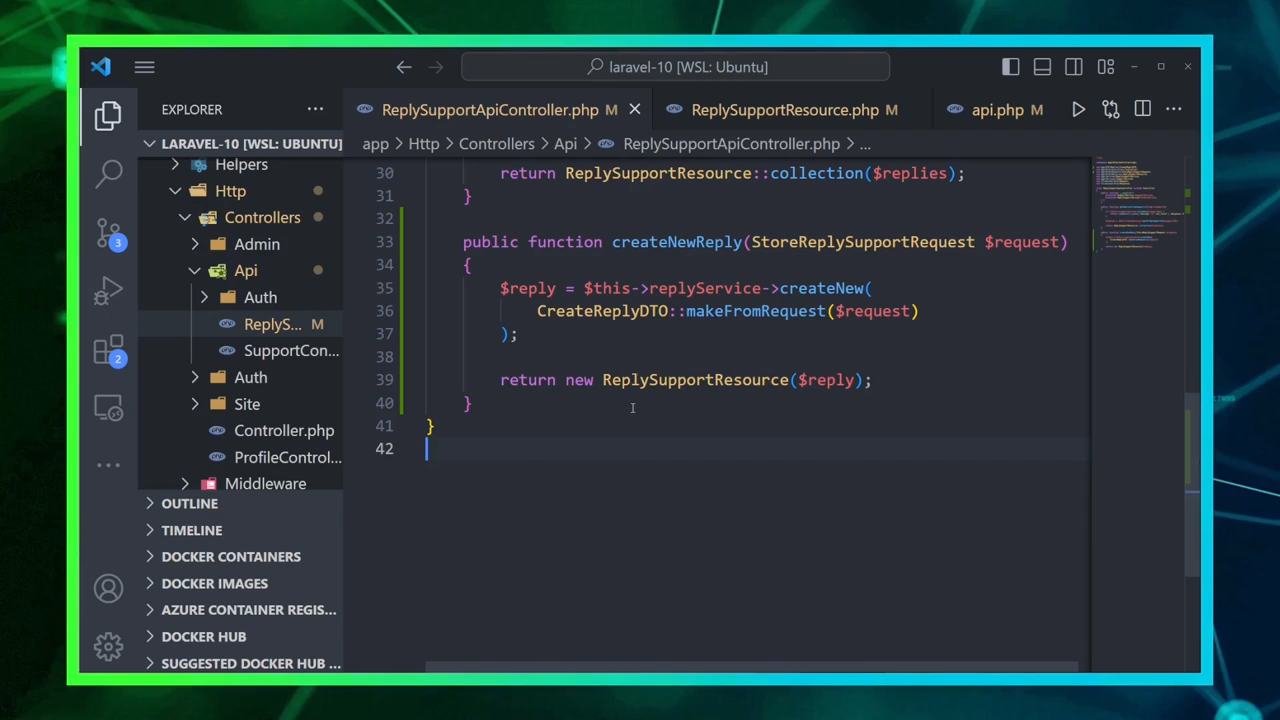 laravel-10 [WSL: Ubuntu]
EXPLORER
ReplySupportApiController.php M
ReplySupportResource.php M
api.php M
LARAVEL-10 [WSL: UBUNTU]
app > Http > Controllers > Api > ReplySupportApiController.php > ...
Helpers
Http
Controllers
Admin
Api
Auth
ReplyS... M
SupportCon...
Auth
Site
Controller.php
ProfileControl...
Middleware
OUTLINE
TIMELINE
DOCKER CONTAINERS
DOCKER IMAGES
AZURE CONTAINER REGIS...
DOCKER HUB
SUGGESTED DOCKER HUB ...
3
2
30 return ReplySupportResource::collection($replies);
31 }
32
33 public function createNewReply(StoreReplySupportRequest $request)
34 {
35 $reply = $this->replyService->createNew(
36 CreateReplyDTO::makeFromRequest($request)
37 );
38
39 return new ReplySupportResource($reply);
40 }
41 }
42